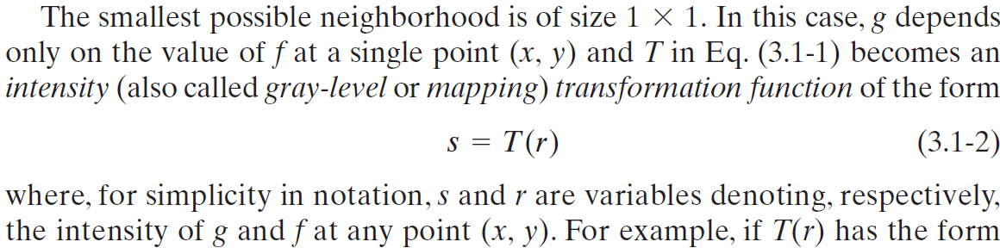 The smallest possible neighborhood is of size 1 × 1. In this case, g depends
only on the value of f at a single point (x, y) and T in Eq. (3.1-1) becomes an
intensity (also called gray-level or mapping) transformation function of the form
s = T(r) (3.1-2)
where, for simplicity in notation, s and r are variables denoting, respectively,
the intensity of g and f at any point (x, y). For example, if T(r) has the form